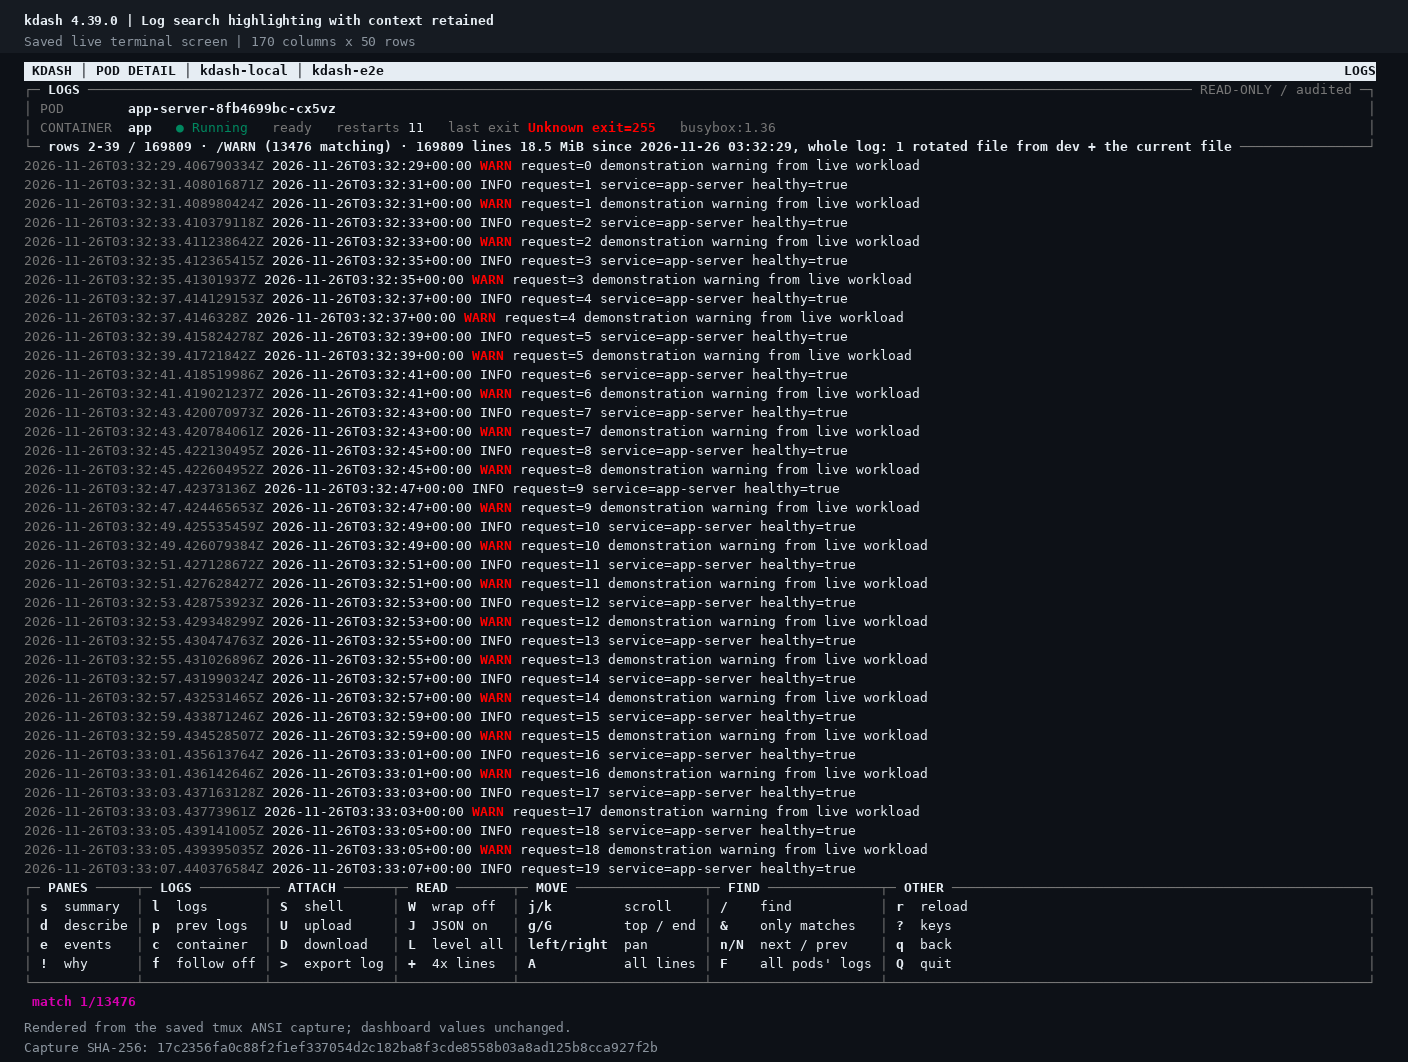 kdash 4.39.0 | Log search highlighting with context retained
Saved live terminal screen | 170 columns x 50 rows
KDASH │ POD DETAIL │ kdash-local │ kdash-e2e LOGS
LOGS READ-ONLY / audited
POD app-server-8fb4699bc-cx5vz
CONTAINER app ● Running ready restarts 11 last exit Unknown exit=255 busybox:1.36
rows 2-39 / 169809 · /WARN (13476 matching) · 169809 lines 18.5 MiB since 2026-11-26 03:32:29, whole log: 1 rotated file from dev + the current file
2026-11-26T03:32:29.406790334Z 2026-11-26T03:32:29+00:00 WARN request=0 demonstration warning from live workload
2026-11-26T03:32:31.408016871Z 2026-11-26T03:32:31+00:00 INFO request=1 service=app-server healthy=true
2026-11-26T03:32:31.408980424Z 2026-11-26T03:32:31+00:00 WARN request=1 demonstration warning from live workload
2026-11-26T03:32:33.410379118Z 2026-11-26T03:32:33+00:00 INFO request=2 service=app-server healthy=true
2026-11-26T03:32:33.411238642Z 2026-11-26T03:32:33+00:00 WARN request=2 demonstration warning from live workload
2026-11-26T03:32:35.412365415Z 2026-11-26T03:32:35+00:00 INFO request=3 service=app-server healthy=true
2026-11-26T03:32:35.41301937Z 2026-11-26T03:32:35+00:00 WARN request=3 demonstration warning from live workload
2026-11-26T03:32:37.414129153Z 2026-11-26T03:32:37+00:00 INFO request=4 service=app-server healthy=true
2026-11-26T03:32:37.4146328Z 2026-11-26T03:32:37+00:00 WARN request=4 demonstration warning from live workload
2026-11-26T03:32:39.415824278Z 2026-11-26T03:32:39+00:00 INFO request=5 service=app-server healthy=true
2026-11-26T03:32:39.41721842Z 2026-11-26T03:32:39+00:00 WARN request=5 demonstration warning from live workload
2026-11-26T03:32:41.418519986Z 2026-11-26T03:32:41+00:00 INFO request=6 service=app-server healthy=true
2026-11-26T03:32:41.419021237Z 2026-11-26T03:32:41+00:00 WARN request=6 demonstration warning from live workload
2026-11-26T03:32:43.420070973Z 2026-11-26T03:32:43+00:00 INFO request=7 service=app-server healthy=true
2026-11-26T03:32:43.420784061Z 2026-11-26T03:32:43+00:00 WARN request=7 demonstration warning from live workload
2026-11-26T03:32:45.422130495Z 2026-11-26T03:32:45+00:00 INFO request=8 service=app-server healthy=true
2026-11-26T03:32:45.422604952Z 2026-11-26T03:32:45+00:00 WARN request=8 demonstration warning from live workload
2026-11-26T03:32:47.42373136Z 2026-11-26T03:32:47+00:00 INFO request=9 service=app-server healthy=true
2026-11-26T03:32:47.424465653Z 2026-11-26T03:32:47+00:00 WARN request=9 demonstration warning from live workload
2026-11-26T03:32:49.425535459Z 2026-11-26T03:32:49+00:00 INFO request=10 service=app-server healthy=true
2026-11-26T03:32:49.426079384Z 2026-11-26T03:32:49+00:00 WARN request=10 demonstration warning from live workload
2026-11-26T03:32:51.427128672Z 2026-11-26T03:32:51+00:00 INFO request=11 service=app-server healthy=true
2026-11-26T03:32:51.427628427Z 2026-11-26T03:32:51+00:00 WARN request=11 demonstration warning from live workload
2026-11-26T03:32:53.428753923Z 2026-11-26T03:32:53+00:00 INFO request=12 service=app-server healthy=true
2026-11-26T03:32:53.429348299Z 2026-11-26T03:32:53+00:00 WARN request=12 demonstration warning from live workload
2026-11-26T03:32:55.430474763Z 2026-11-26T03:32:55+00:00 INFO request=13 service=app-server healthy=true
2026-11-26T03:32:55.431026896Z 2026-11-26T03:32:55+00:00 WARN request=13 demonstration warning from live workload
2026-11-26T03:32:57.431990324Z 2026-11-26T03:32:57+00:00 INFO request=14 service=app-server healthy=true
2026-11-26T03:32:57.432531465Z 2026-11-26T03:32:57+00:00 WARN request=14 demonstration warning from live workload
2026-11-26T03:32:59.433871246Z 2026-11-26T03:32:59+00:00 INFO request=15 service=app-server healthy=true
2026-11-26T03:32:59.434528507Z 2026-11-26T03:32:59+00:00 WARN request=15 demonstration warning from live workload
2026-11-26T03:33:01.435613764Z 2026-11-26T03:33:01+00:00 INFO request=16 service=app-server healthy=true
2026-11-26T03:33:01.436142646Z 2026-11-26T03:33:01+00:00 WARN request=16 demonstration warning from live workload
2026-11-26T03:33:03.437163128Z 2026-11-26T03:33:03+00:00 INFO request=17 service=app-server healthy=true
2026-11-26T03:33:03.43773961Z 2026-11-26T03:33:03+00:00 WARN request=17 demonstration warning from live workload
2026-11-26T03:33:05.439141005Z 2026-11-26T03:33:05+00:00 INFO request=18 service=app-server healthy=true
2026-11-26T03:33:05.439395035Z 2026-11-26T03:33:05+00:00 WARN request=18 demonstration warning from live workload
2026-11-26T03:33:07.440376584Z 2026-11-26T03:33:07+00:00 INFO request=19 service=app-server healthy=true
PANES LOGS ATTACH READ MOVE FIND OTHER
s summary │ l logs │ S shell │ W wrap off │ j/k scroll │ / find │ r reload
d describe │ p prev logs │ U upload │ J JSON on │ g/G top / end │ & only matches │ ? keys
e events │ c container │ D download │ L level all │ left/right pan │ n/N next / prev │ q back
! why │ f follow off │ > export log │ + 4x lines │ A all lines │ F all pods' logs │ Q quit
match 1/13476
Rendered from the saved tmux ANSI capture; dashboard values unchanged.
Capture SHA-256: 17c2356fa0c88f2f1ef337054d2c182ba8f3cde8558b03a8ad125b8cca927f2b